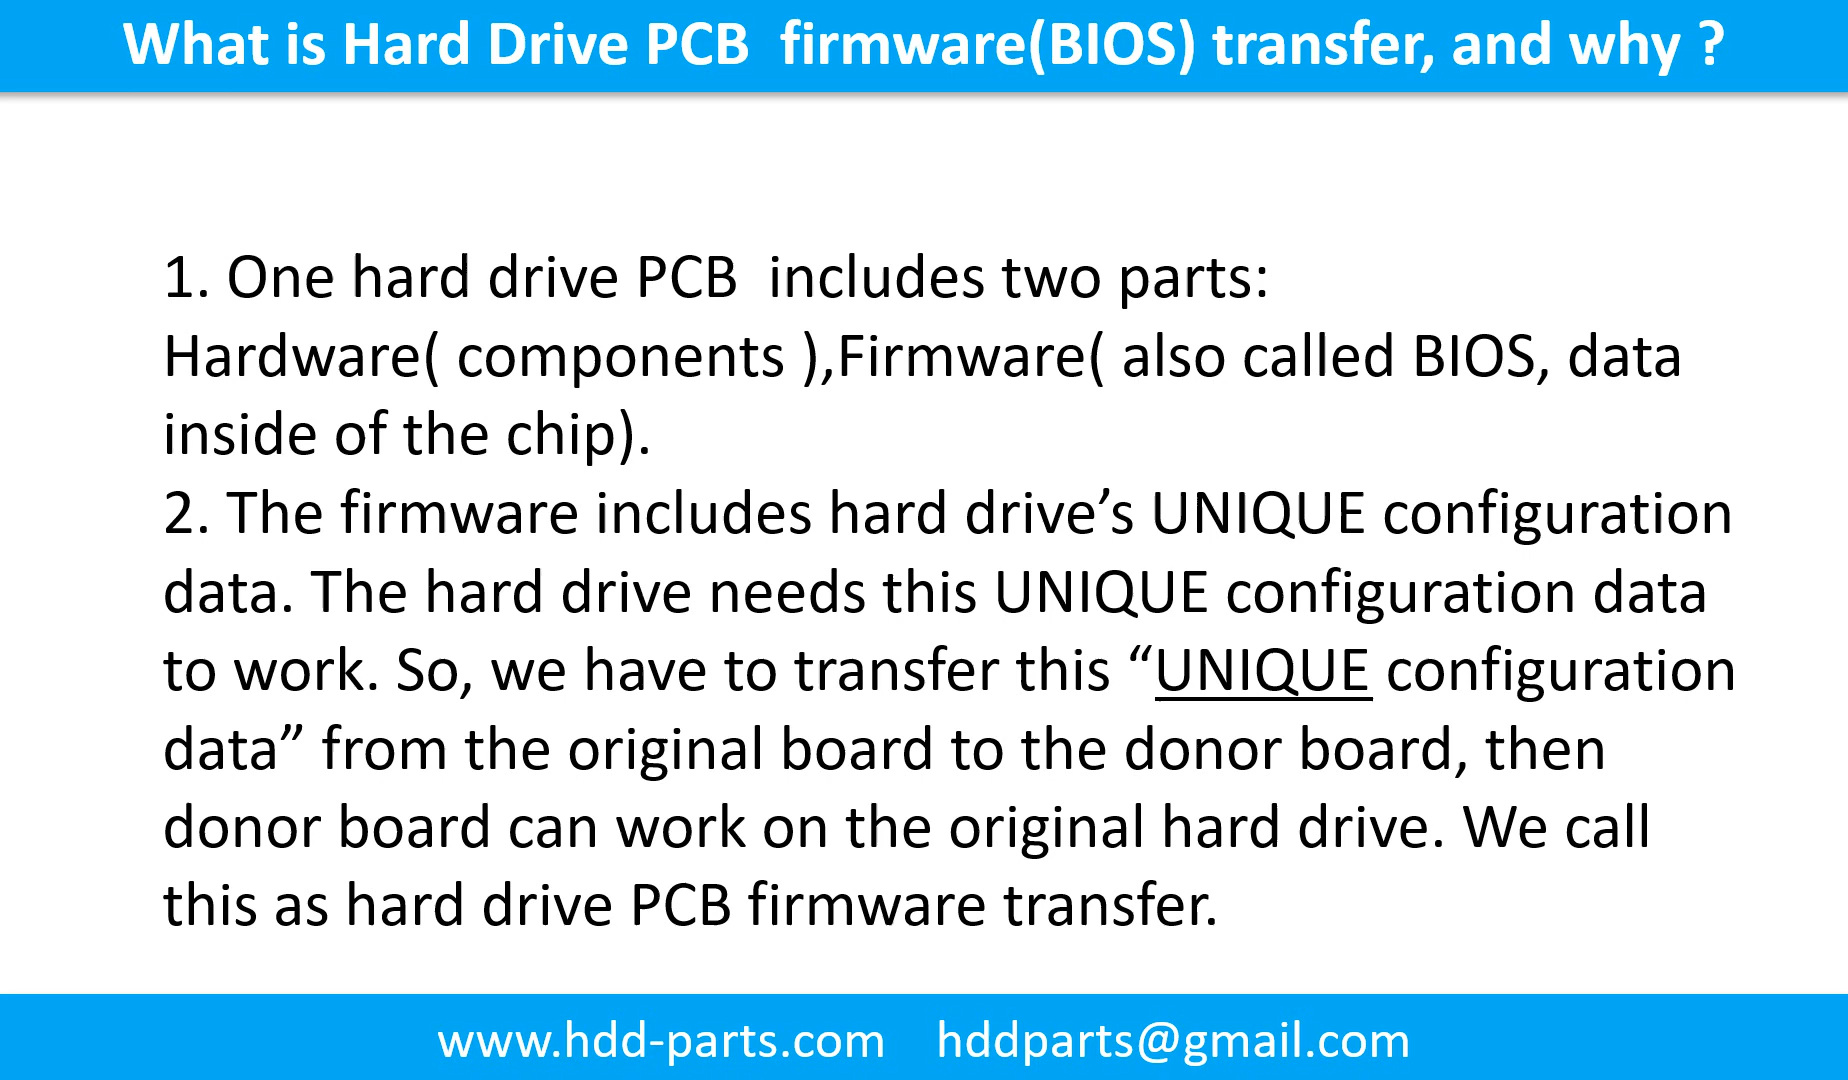 What is Hard Drive PCB  firmware(BIOS) transfer, and why ?
1. One hard drive PCB  includes two parts:
Hardware( components ),Firmware( also called BIOS, data
inside of the chip).
2. The firmware includes hard drive’s UNIQUE configuration
data. The hard drive needs this UNIQUE configuration data
to work. So, we have to transfer this “UNIQUE configuration
data” from the original board to the donor board, then
donor board can work on the original hard drive. We call
this as hard drive PCB firmware transfer.
www.hdd-parts.com    hddparts@gmail.com